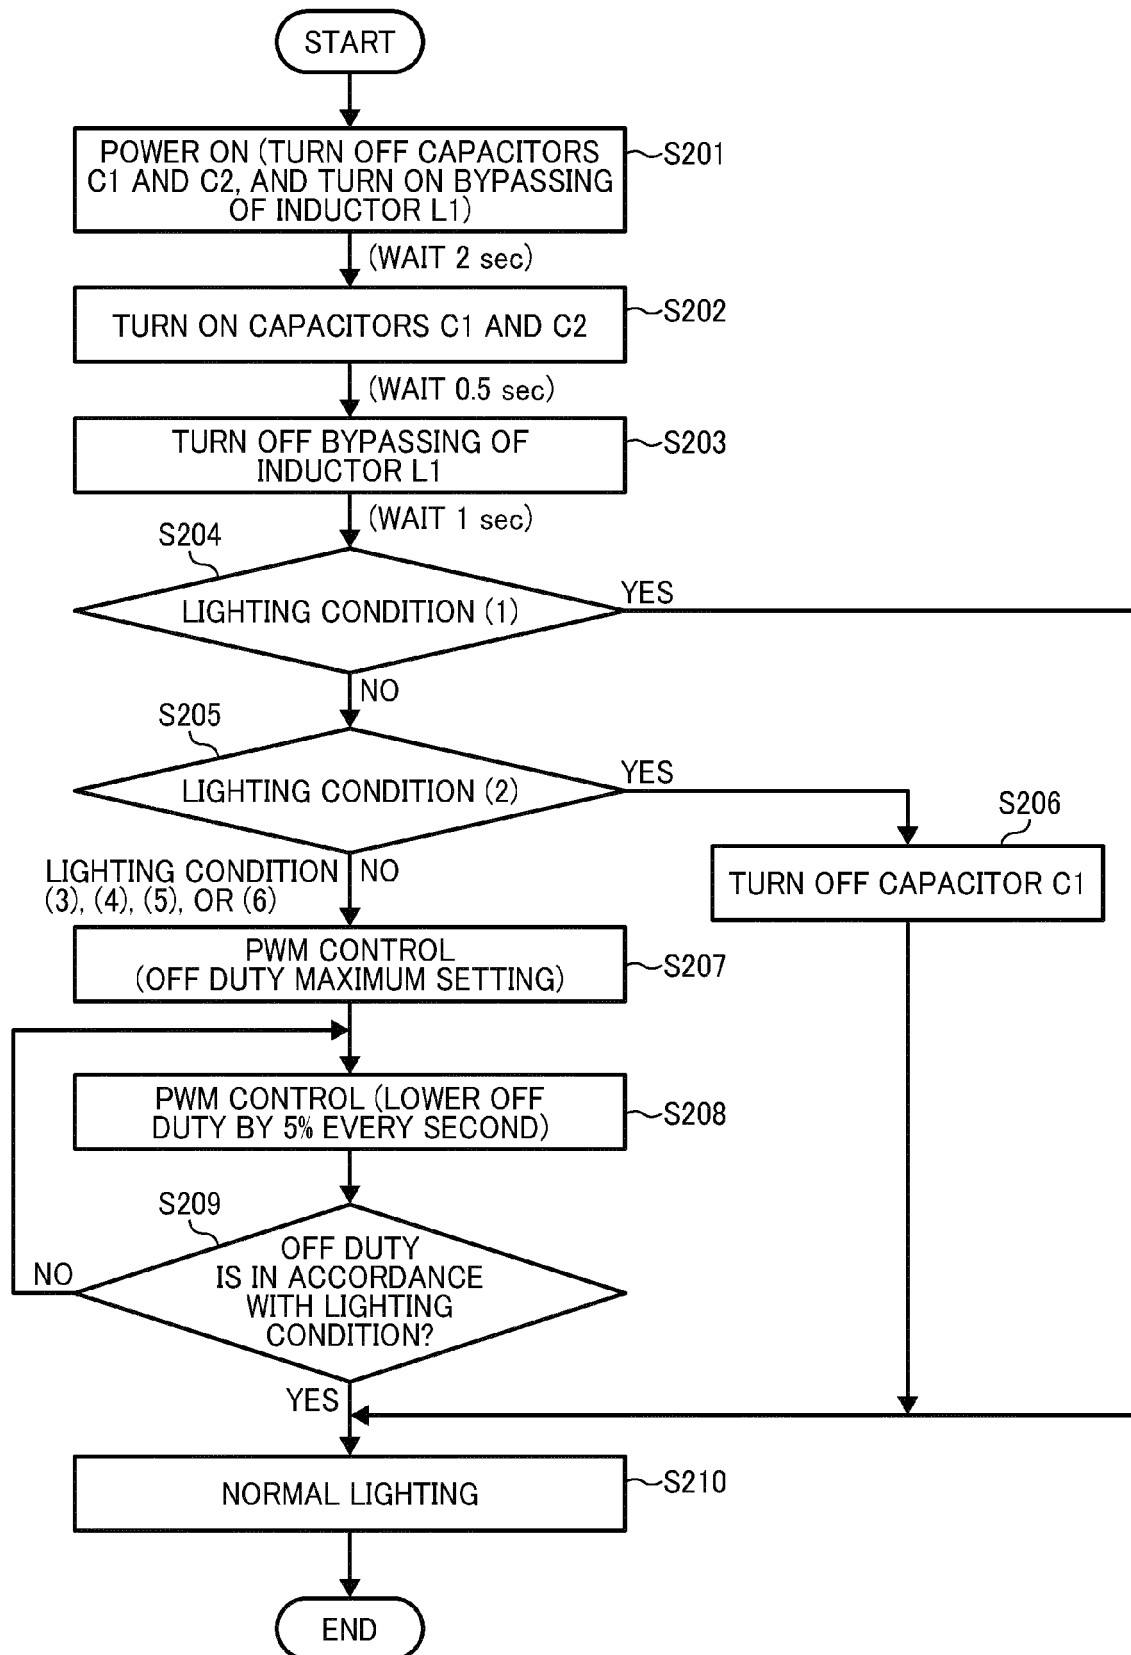 START
POWER ON (TURN OFF CAPACITORS
C1 AND C2, AND TURN ON BYPASSING
OF INDUCTOR L1)
S201
(WAIT 2 sec)
TURN ON CAPACITORS C1 AND C2
S202
(WAIT 0.5 sec)
TURN OFF BYPASSING OF
INDUCTOR L1
S203
(WAIT 1 sec)
S204
LIGHTING CONDITION (1)
YES
NO
S205
LIGHTING CONDITION (2)
YES
S206
TURN OFF CAPACITOR C1
LIGHTING CONDITION
(3), (4), (5), OR (6)
NO
PWM CONTROL
(OFF DUTY MAXIMUM SETTING)
S207
PWM CONTROL (LOWER OFF
DUTY BY 5% EVERY SECOND)
S208
S209
OFF DUTY
IS IN ACCORDANCE
WITH LIGHTING
CONDITION?
NO
YES
NORMAL LIGHTING
S210
END